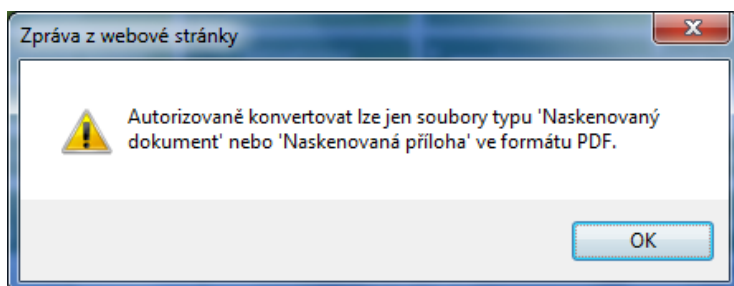 Zpráva z webové stránky
Autorizovaně konvertovat lze jen soubory typu 'Naskenovaný
dokument' nebo 'Naskenovaná příloha' ve formátu PDF.
OK